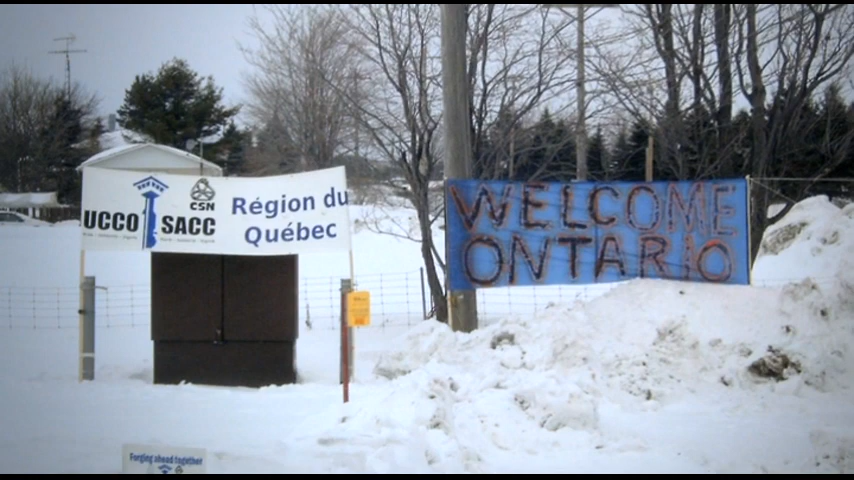 UCCO SACC
CSN
Région du
Québec
WELCOME
ONTARIO
Forging ahead together